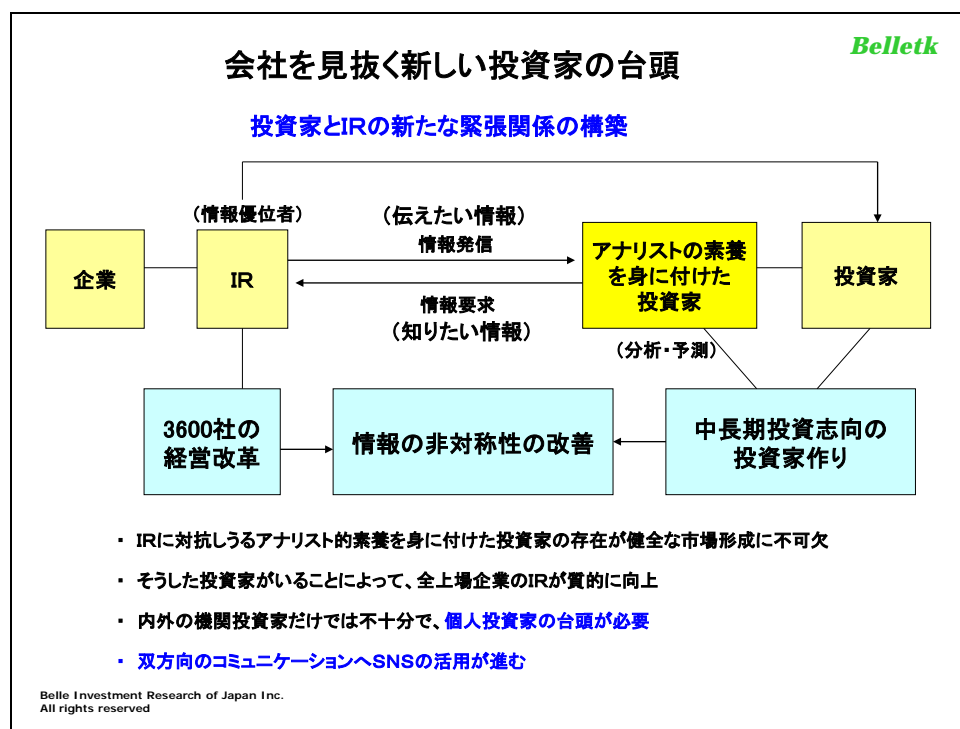 会社を見抜く新しい投資家の台頭
Belletk
投資家とIRの新たな緊張関係の構築
(情報優位者)
(伝えたい情報)
情報発信
企業
IR
アナリストの素養
を身に付けた
投資家
投資家
情報要求
(知りたい情報)
(分析・予測)
3600社の
経営改革
情報の非対称性の改善
中長期投資志向の
投資家作り
・ IRに対抗しうるアナリスト的素養を身に付けた投資家の存在が健全な市場形成に不可欠
・ そうした投資家がいることによって、全上場企業のIRが質的に向上
・ 内外の機関投資家だけでは不十分で、個人投資家の台頭が必要
・ 双方向のコミュニケーションへSNSの活用が進む
Belle Investment Research of Japan Inc.
All rights reserved